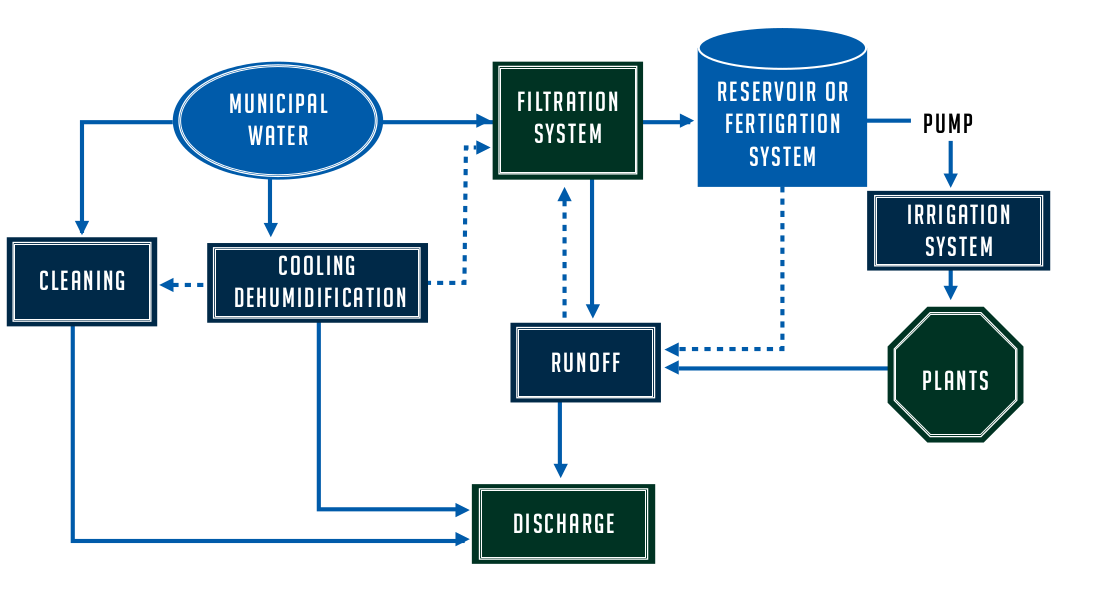 MUNICIPAL
WATER
FILTRATION
SYSTEM
RESERVOIR OR
FERTIGATION
SYSTEM
PUMP
IRRIGATION
SYSTEM
CLEANING
COOLING
DEHUMIDIFICATION
RUNOFF
PLANTS
DISCHARGE